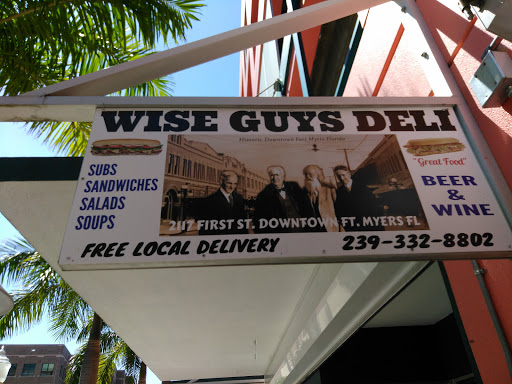 WISE GUYS DELI
Historic Downtown Fort Myers Florida
SUBS
SANDWICHES
SALADS
SOUPS
"Great Food"
BEER
&
WINE
2117 FIRST ST. DOWNTOWN FT. MYERS FL
FREE LOCAL DELIVERY
239-332-8802